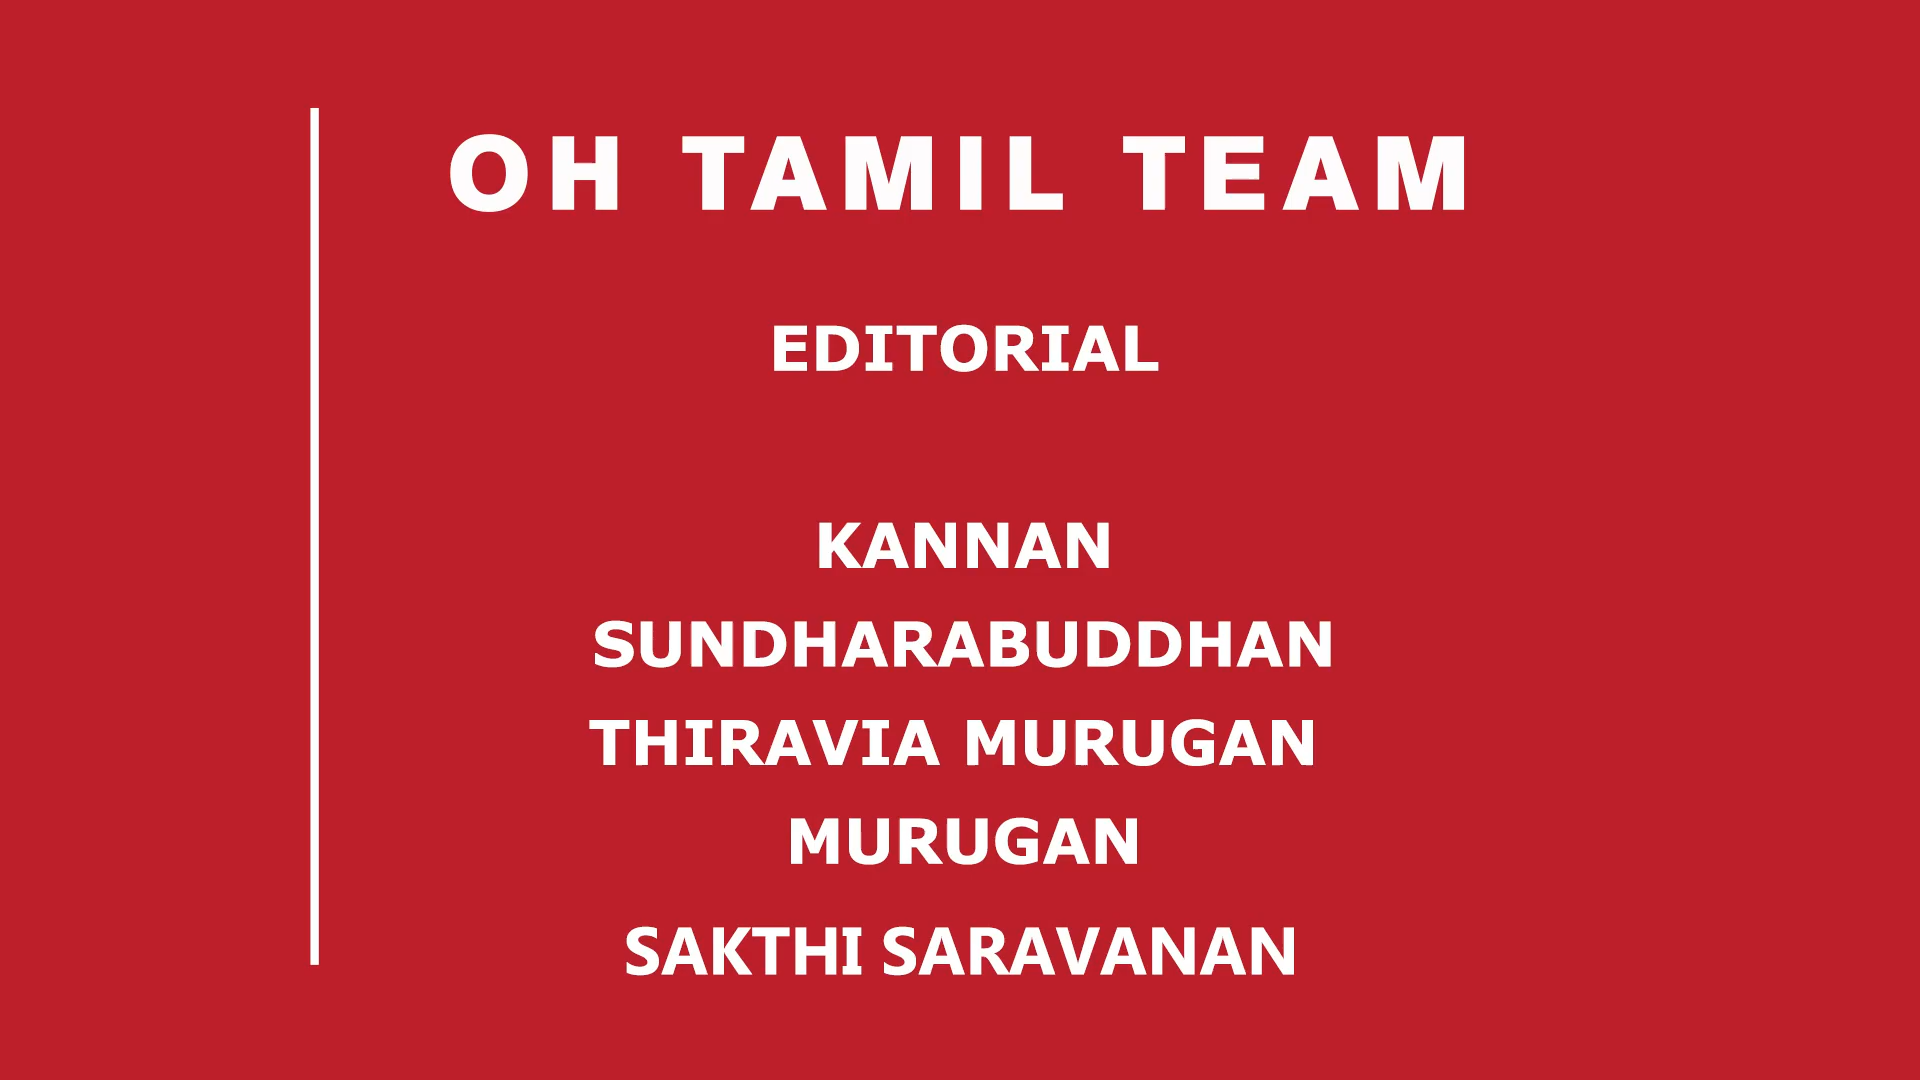 OH TAMIL TEAM
EDITORIAL
KANNAN
SUNDHARABUDDHAN
THIRAVIA MURUGAN
MURUGAN
SAKTHI SARAVANAN